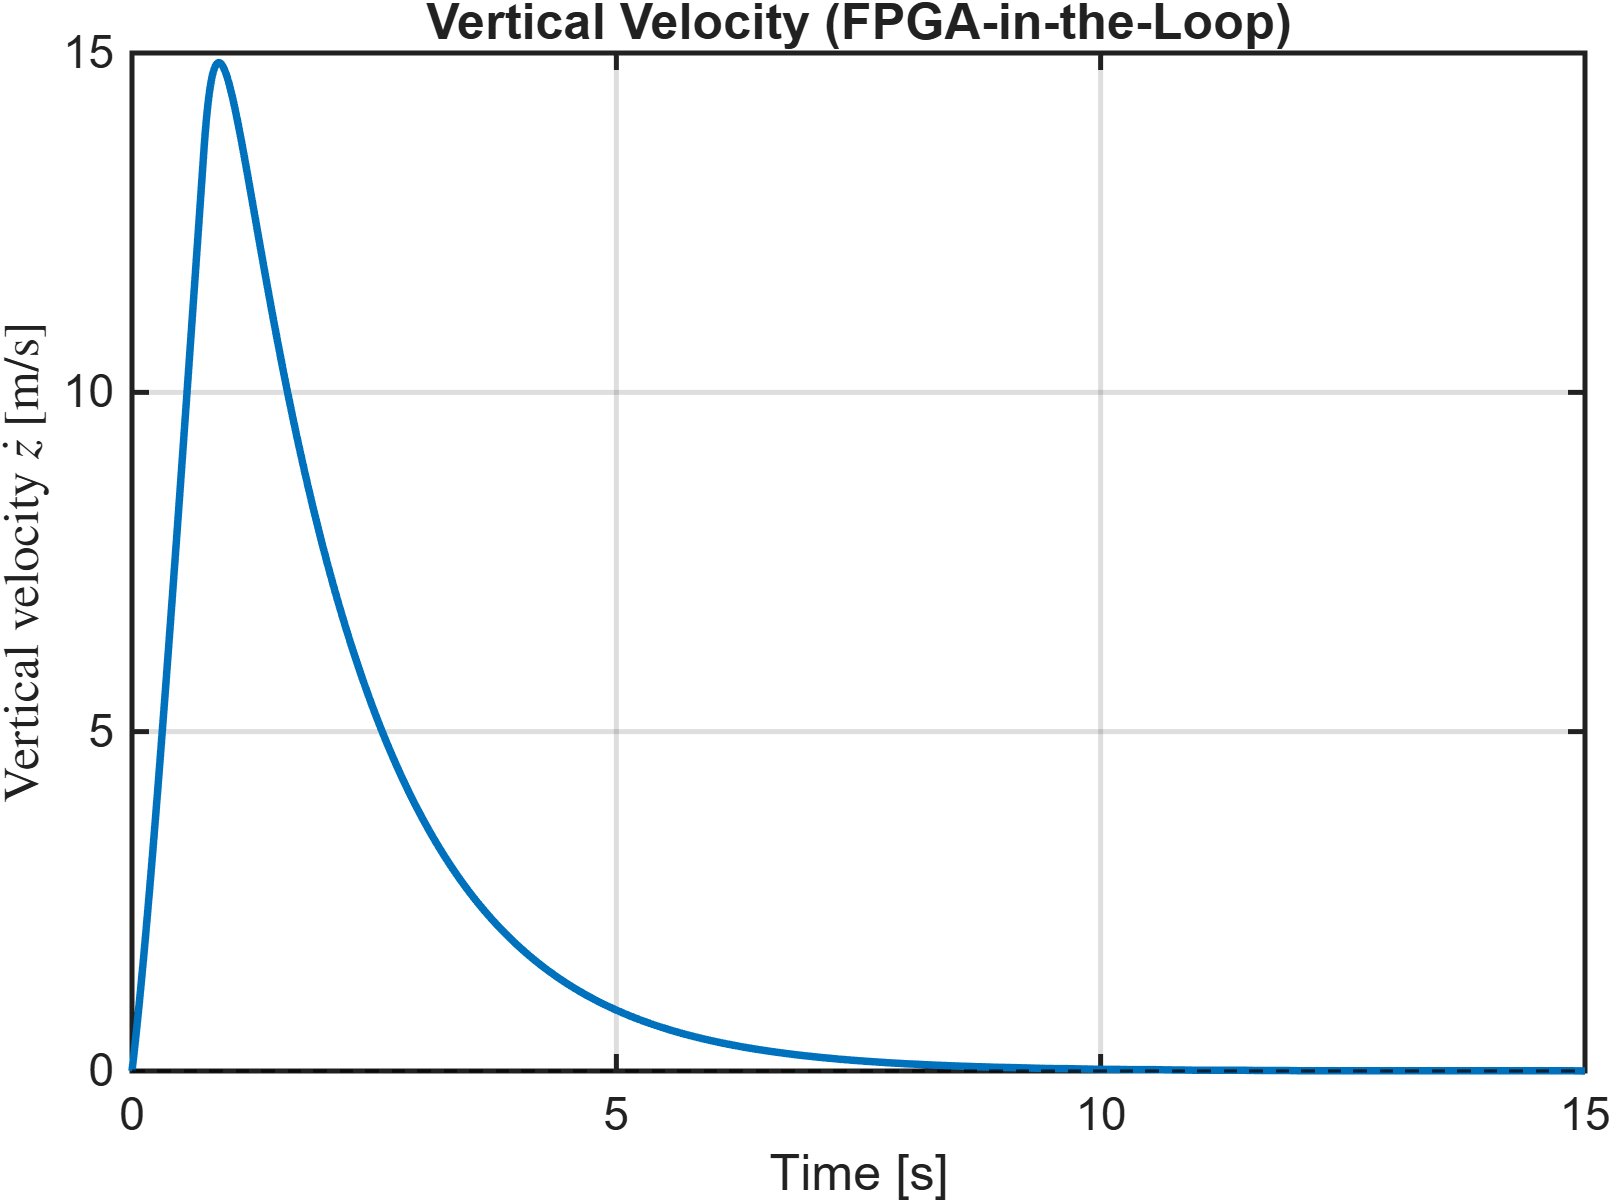 Vertical Velocity (FPGA-in-the-Loop)
15
10
5
0
Vertical velocity ż [m/s]
0 5 10 15
Time [s]